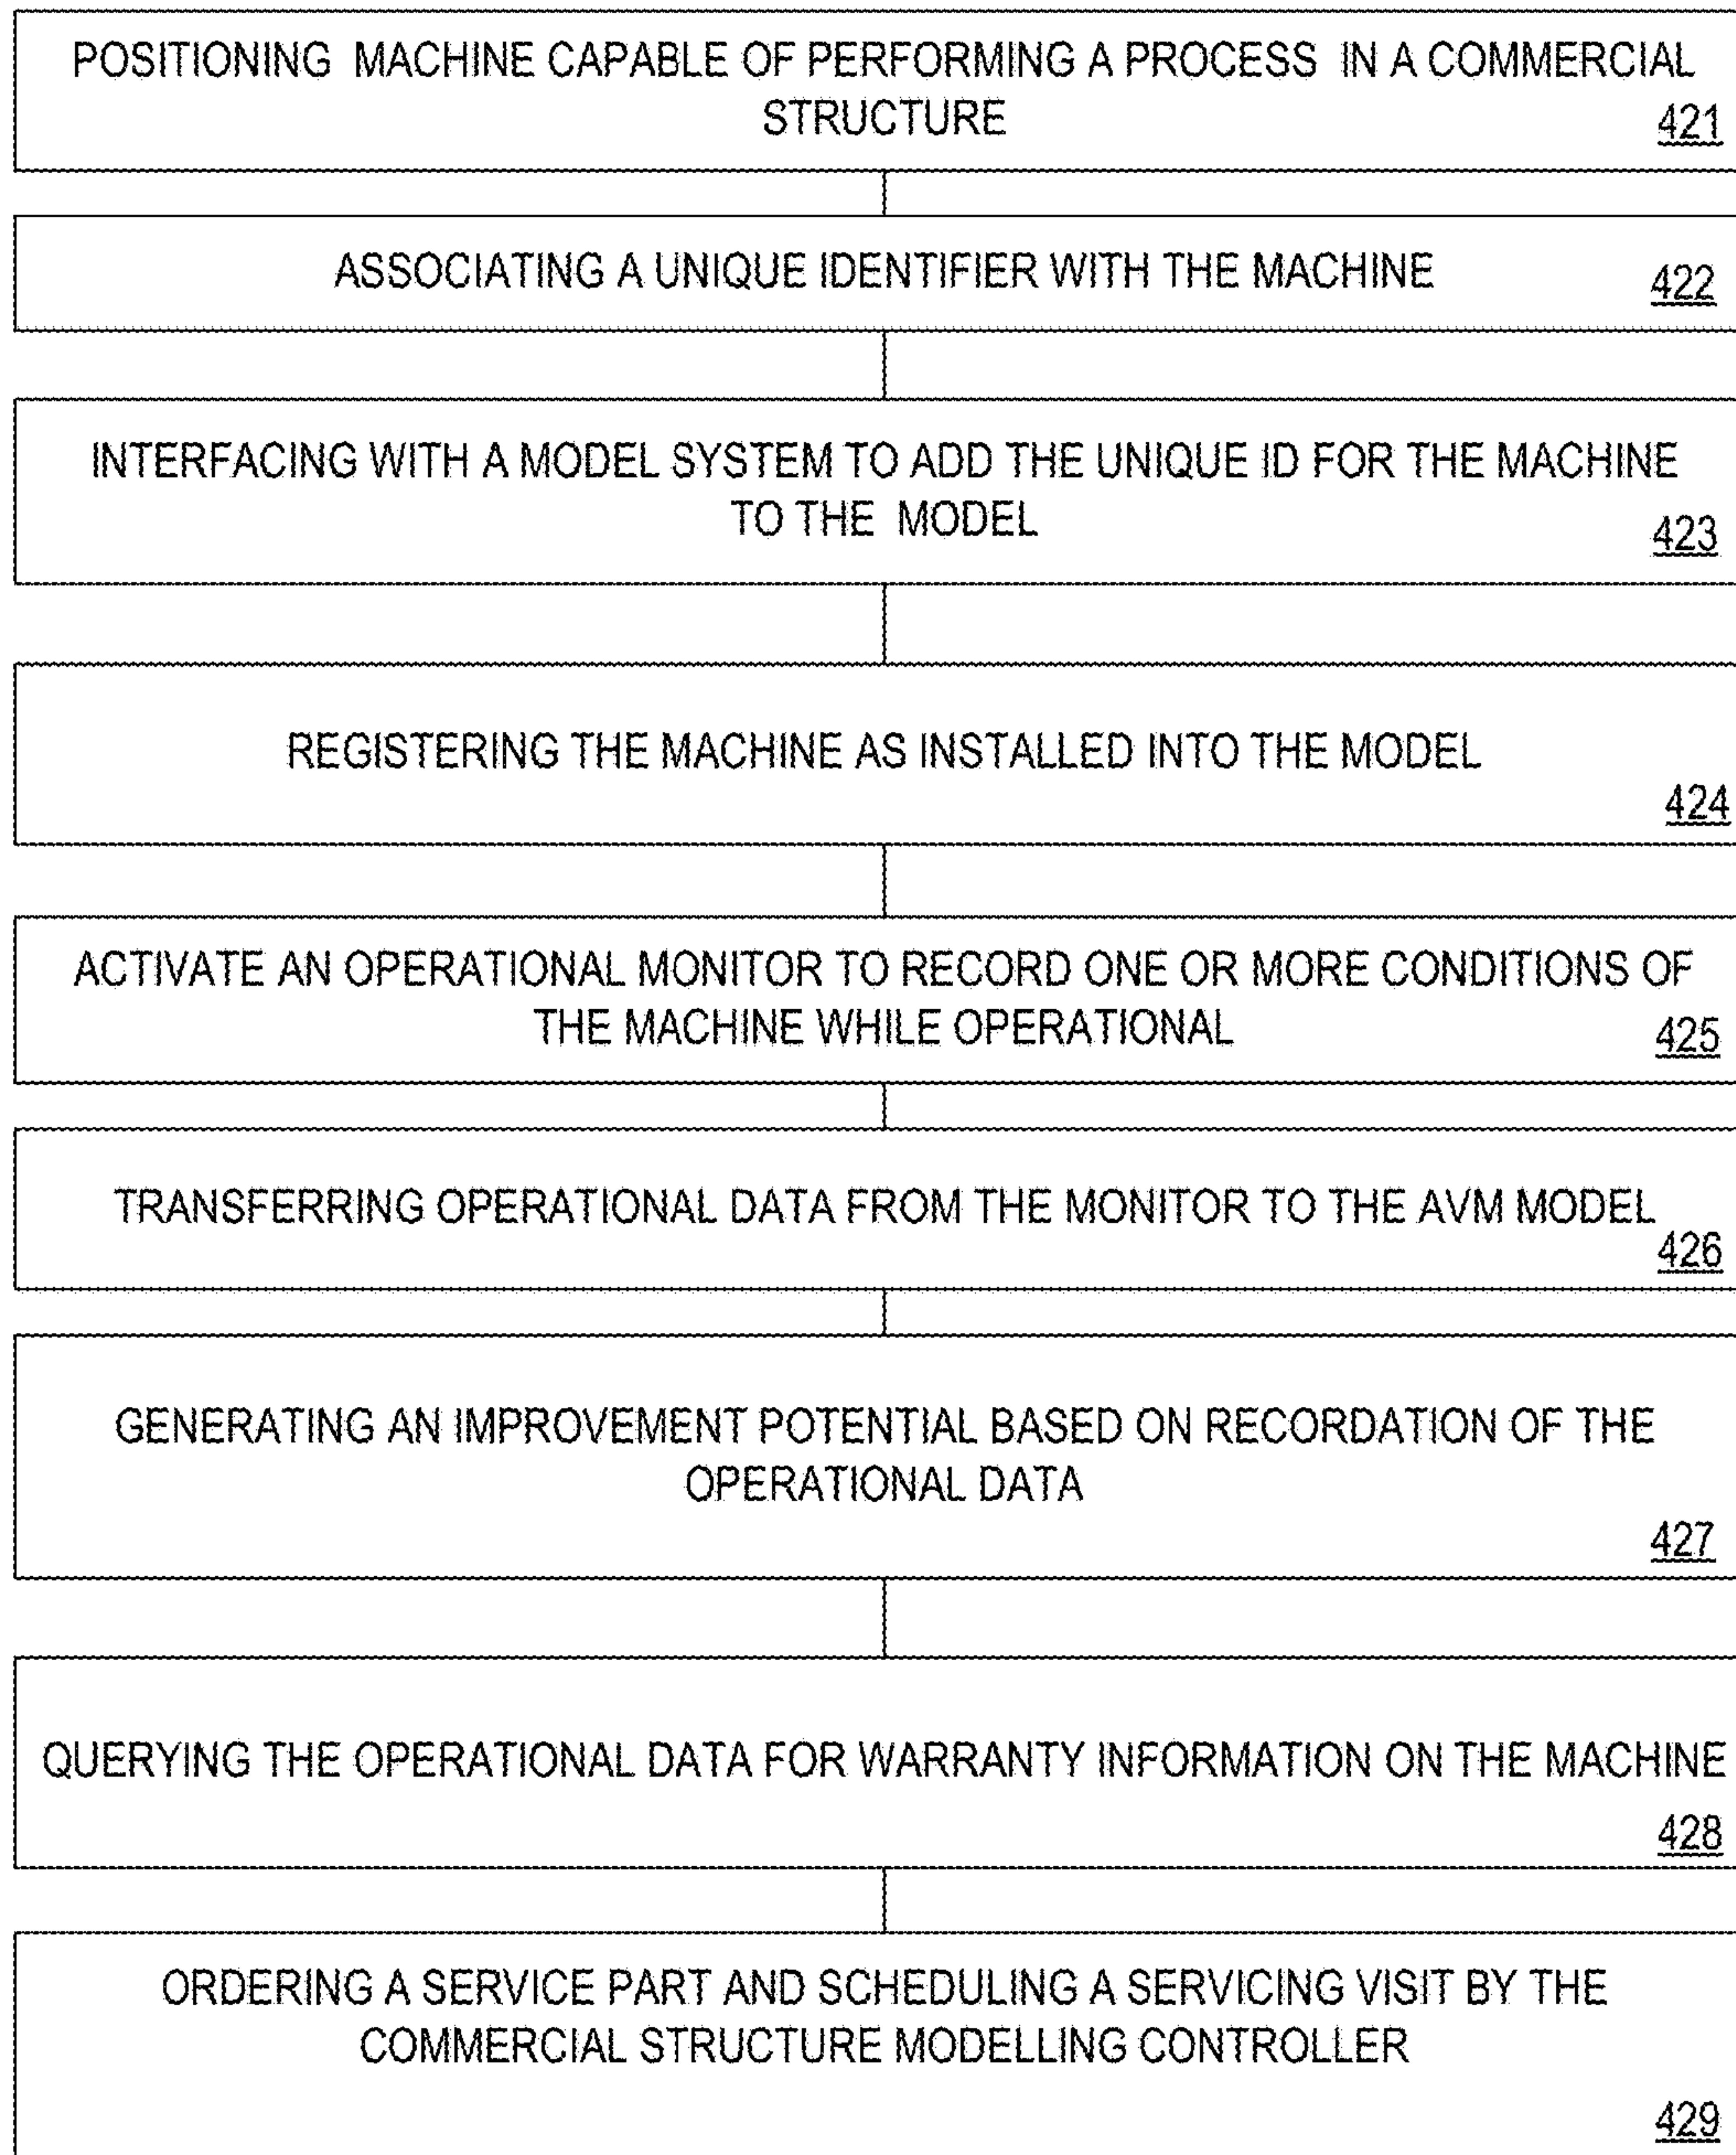 POSITIONING MACHINE CAPABLE OF PERFORMING A PROCESS IN A COMMERCIAL
STRUCTURE
421
ASSOCIATING A UNIQUE IDENTIFIER WITH THE MACHINE
422
INTERFACING WITH A MODEL SYSTEM TO ADD THE UNIQUE ID FOR THE MACHINE
TO THE MODEL
423
REGISTERING THE MACHINE AS INSTALLED INTO THE MODEL
424
ACTIVATE AN OPERATIONAL MONITOR TO RECORD ONE OR MORE CONDITIONS OF
THE MACHINE WHILE OPERATIONAL
425
TRANSFERRING OPERATIONAL DATA FROM THE MONITOR TO THE AVM MODEL
426
GENERATING AN IMPROVEMENT POTENTIAL BASED ON RECORDATION OF THE
OPERATIONAL DATA
427
QUERYING THE OPERATIONAL DATA FOR WARRANTY INFORMATION ON THE MACHINE
428
ORDERING A SERVICE PART AND SCHEDULING A SERVICING VISIT BY THE
COMMERCIAL STRUCTURE MODELLING CONTROLLER
429